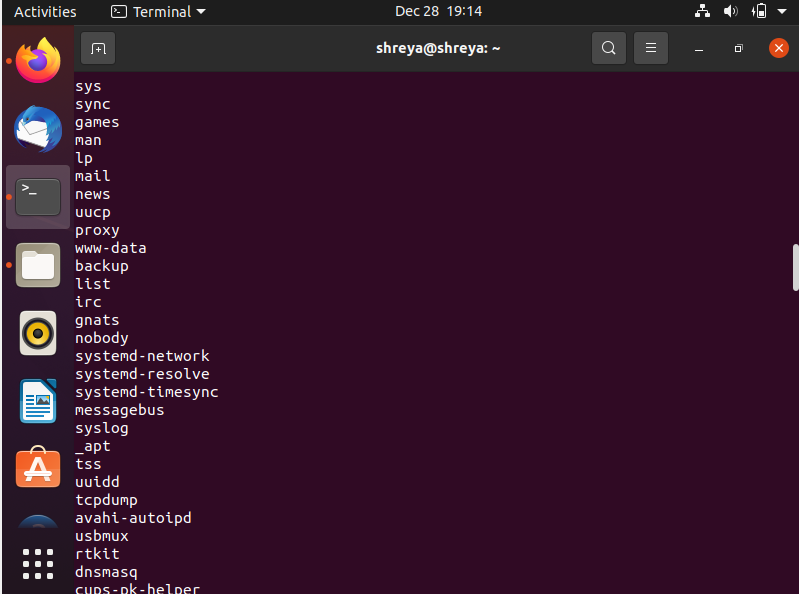 Activities
Terminal
Dec 28 19:14
shreya@shreya: ~
sys
sync
games
man
lp
mail
news
uucp
proxy
www-data
backup
list
irc
gnats
nobody
systemd-network
systemd-resolve
systemd-timesync
messagebus
syslog
_apt
tss
uuidd
tcpdump
avahi-autoipd
usbmux
rtkit
dnsmasq
cups-pk-helper